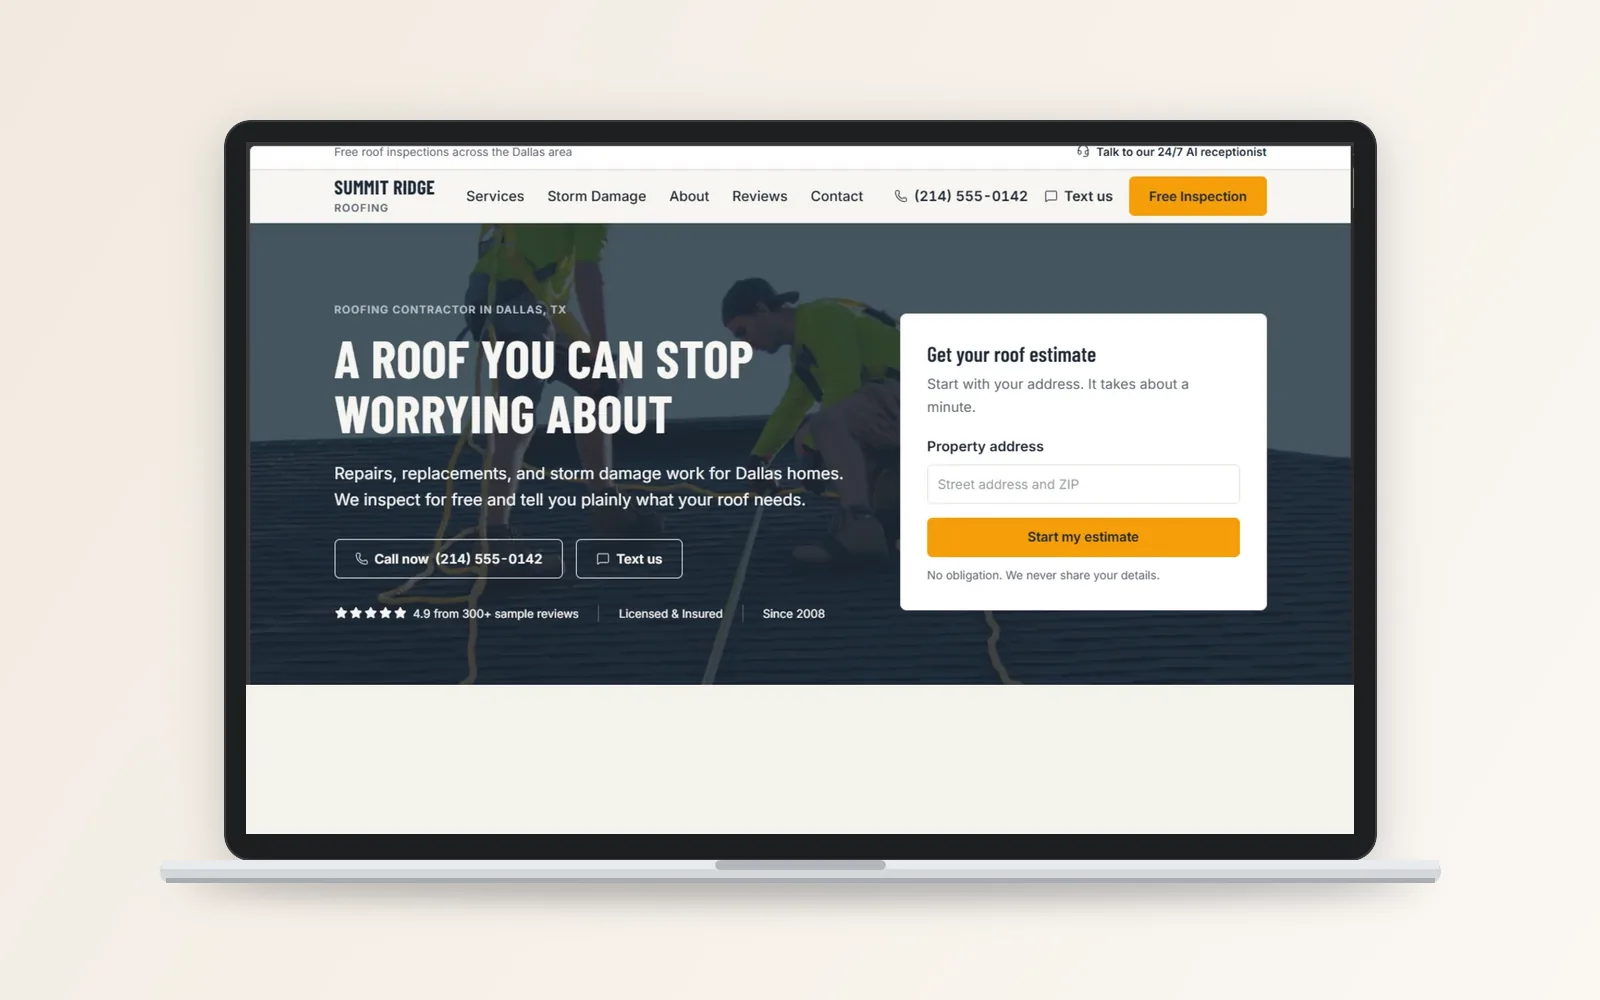 Free roof inspections across the Dallas area
Talk to our 24/7 AI receptionist
SUMMIT RIDGE
ROOFING
Services
Storm Damage
About
Reviews
Contact
(214) 555-0142
Text us
Free Inspection
ROOFING CONTRACTOR IN DALLAS, TX
A ROOF YOU CAN STOP
WORRYING ABOUT
Repairs, replacements, and storm damage work for Dallas homes.
We inspect for free and tell you plainly what your roof needs.
Call now (214) 555-0142
Text us
4.9 from 300+ sample reviews
Licensed & Insured
Since 2008
Get your roof estimate
Start with your address. It takes about a
minute.
Property address
Street address and ZIP
Start my estimate
No obligation. We never share your details.